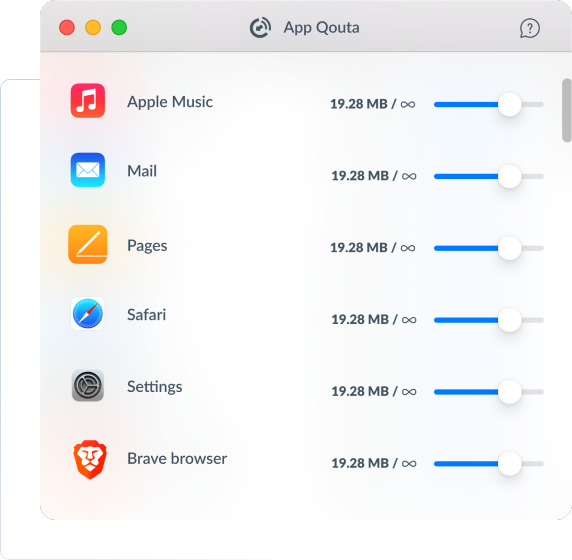 App Qouta
Apple Music 19.28 MB / ∞
Mail 19.28 MB / ∞
Pages 19.28 MB / ∞
Safari 19.28 MB / ∞
Settings 19.28 MB / ∞
Brave browser 19.28 MB / ∞